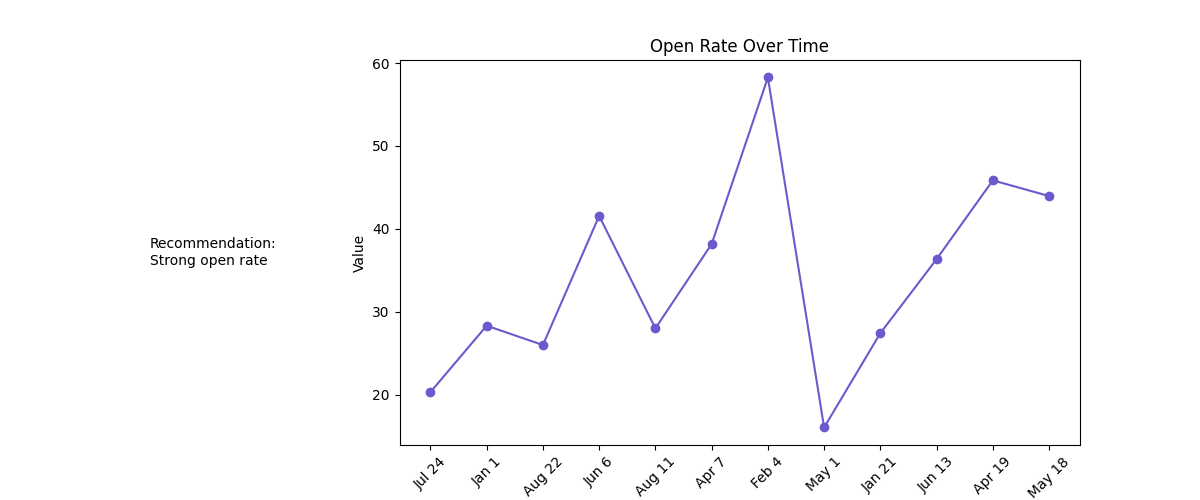 Open Rate Over Time
Recommendation:
Strong open rate
Value
60
50
40
30
20
Jul 24
Jan 1
Aug 22
Jun 6
Aug 11
Apr 7
Feb 4
May 1
Jan 21
Jun 13
Apr 19
May 18